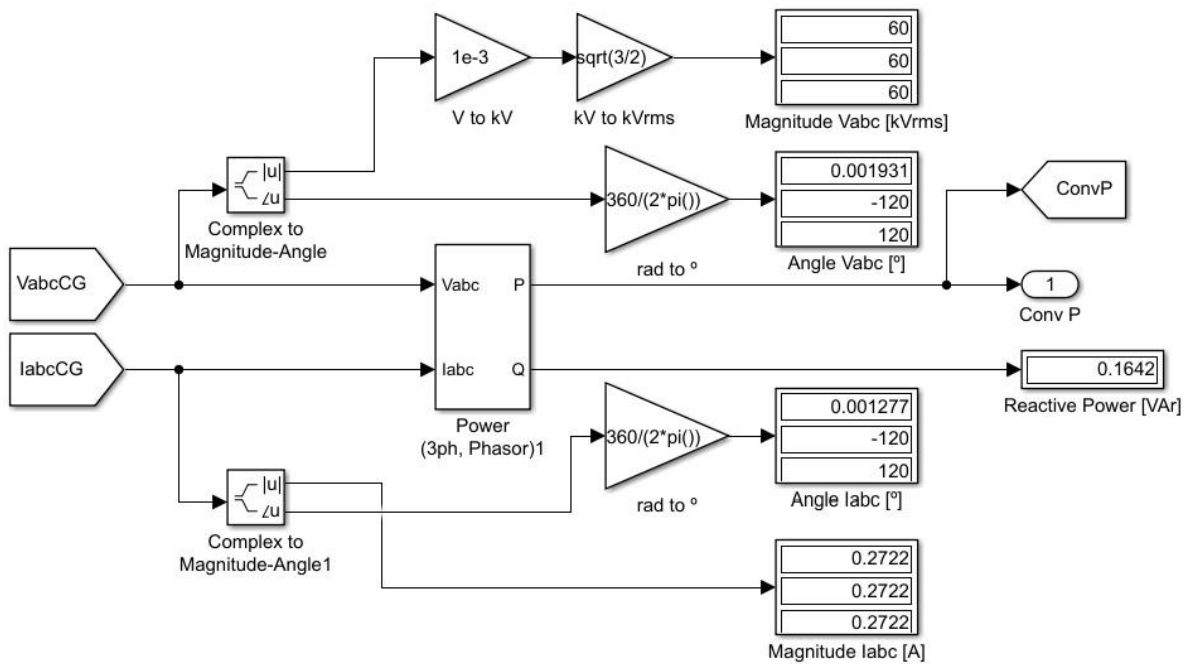 1e-3
V to kV
sqrt(3/2)
kV to kVrms
60
60
60
Magnitude Vabc [kVrms]
|u|
∠u
Complex to
Magnitude-Angle
360/(2*pi())
rad to º
0.001931
-120
120
Angle Vabc [º]
ConvP
VabcCG
IabcCG
Vabc
P
Iabc
Q
Power
(3ph, Phasor)1
1
Conv P
0.1642
Reactive Power [VAr]
360/(2*pi())
rad to º
0.001277
-120
120
Angle Iabc [º]
|u|
∠u
Complex to
Magnitude-Angle1
0.2722
0.2722
0.2722
Magnitude Iabc [A]